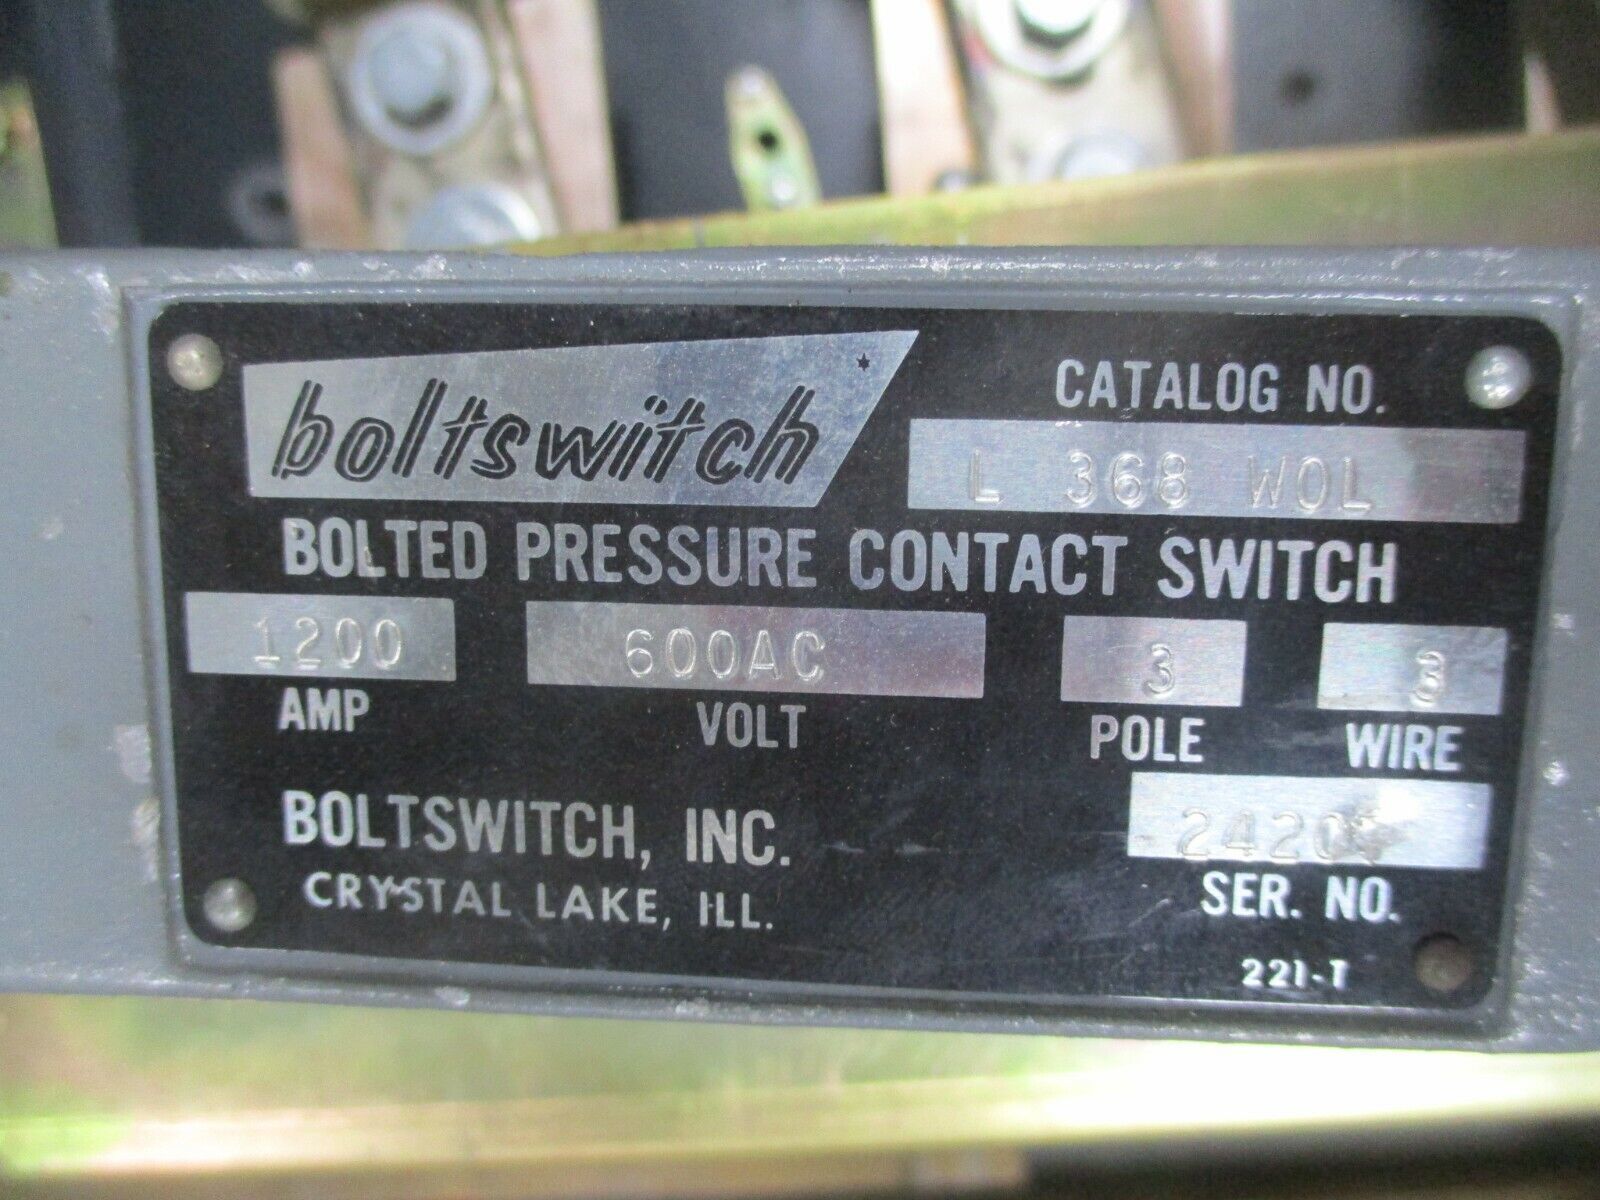 boltswitch
CATALOG NO.
L 368 WOL
BOLTED PRESSURE CONTACT SWITCH
1200 600AC 3
AMP VOLT POLE WIRE
BOLTSWITCH, INC.
CRYSTAL LAKE, ILL.
SER. NO.
221-T